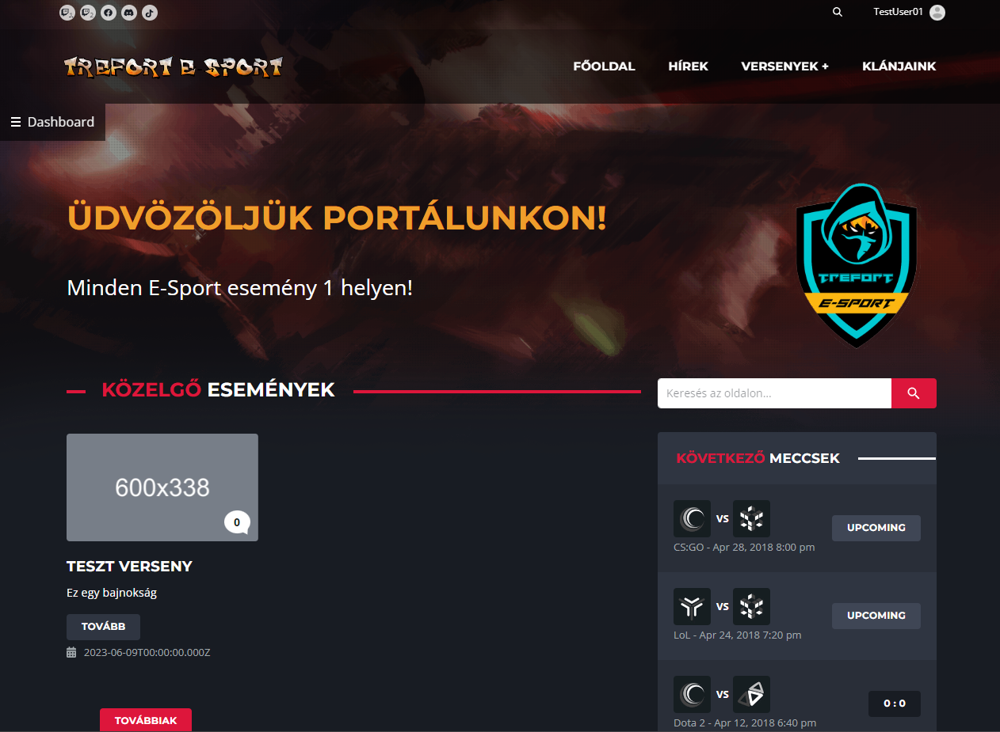 2
2
TestUser01
TREFORT E-SPORT
FŐOLDAL
HÍREK
VERSENYEK +
KLÁNJAINK
Dashboard
ÜDVÖZÖLJÜK PORTÁLUNKON!
Minden E-Sport esemény 1 helyen!
TREFORT
E-SPORT
KÖZELGŐ ESEMÉNYEK
Keresés az oldalon...
600x338
0
TESZT VERSENY
Ez egy bajnokság
TOVÁBB
2023-06-09T00:00:00.000Z
TOVÁBBIAK
KÖVETKEZŐ MECCSEK
VS
UPCOMING
CS:GO - Apr 28, 2018 8:00 pm
VS
UPCOMING
LoL - Apr 24, 2018 7:20 pm
VS
0 : 0
Dota 2 - Apr 12, 2018 6:40 pm